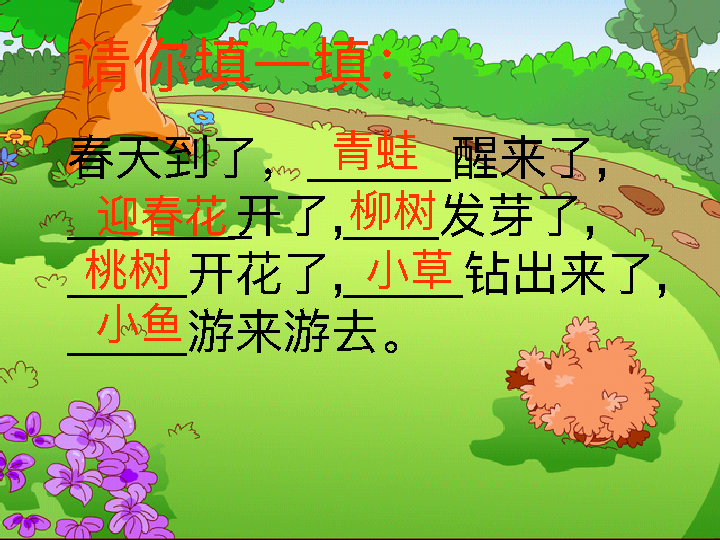 请你填一填：
春天到了，青蛙醒来了，
迎春花开了，柳树发芽了，
桃树开花了，小草钻出来了，
小鱼游来游去。